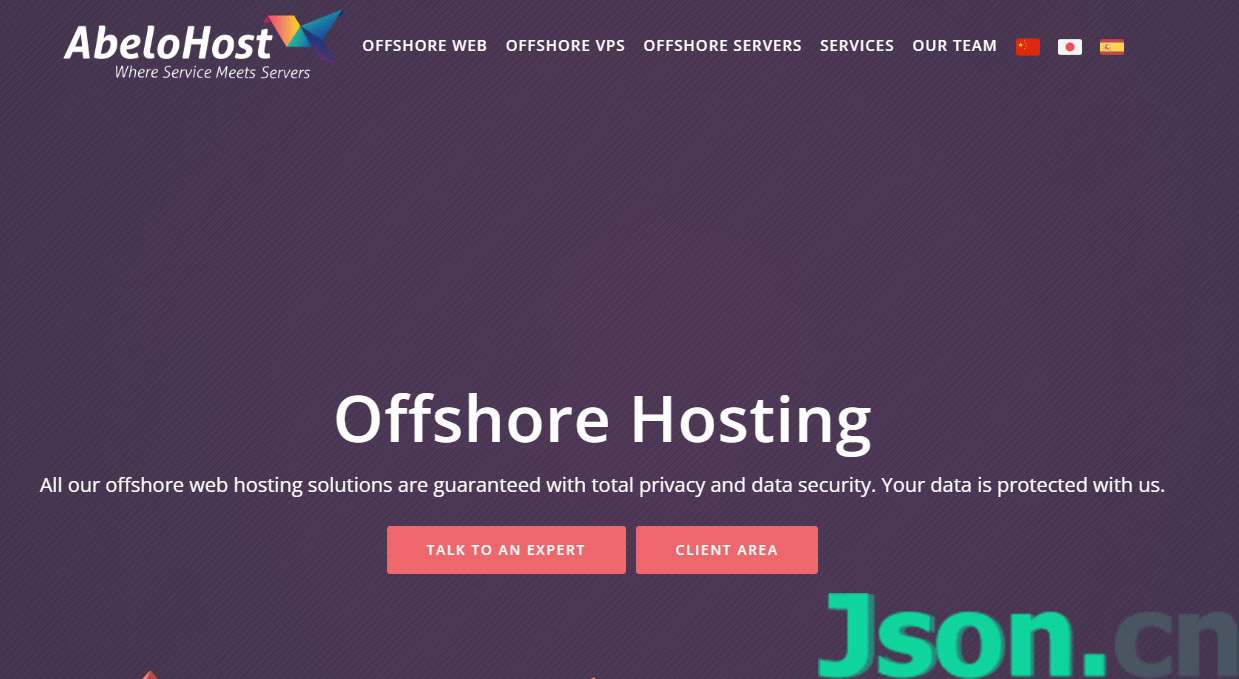 AbeloHost
Where Service Meets Servers
OFFSHORE WEB OFFSHORE VPS OFFSHORE SERVERS SERVICES OUR TEAM
Offshore Hosting
All our offshore web hosting solutions are guaranteed with total privacy and data security. Your data is protected with us.
TALK TO AN EXPERT CLIENT AREA
Json.cn